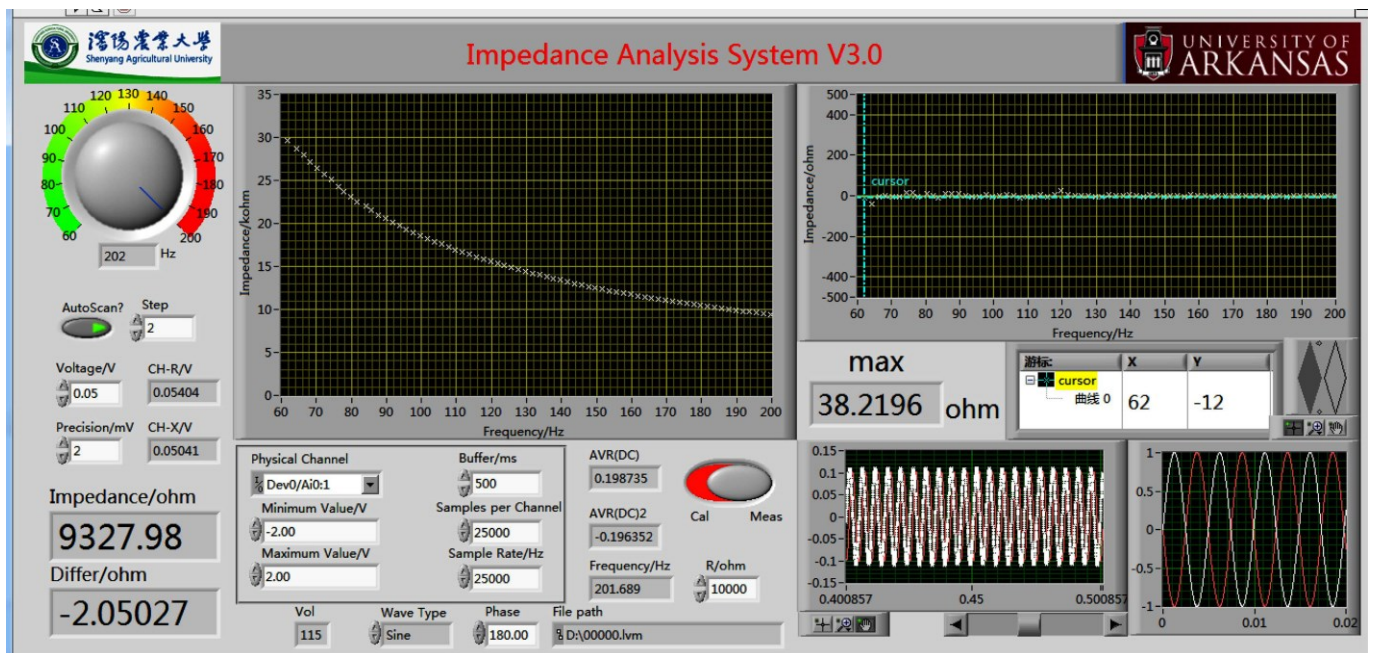 瀋陽農業大學
Shenyang Agricultural University
Impedance Analysis System V3.0
UNIVERSITY OF
ARKANSAS
60
70
80
90
100
110
120
130
140
150
160
170
180
190
200
202 Hz
AutoScan? Step
2
Voltage/V CH-R/V
0.05 0.05404
Precision/mV CH-X/V
2 0.05041
Impedance/ohm
9327.98
Differ/ohm
-2.05027
Impedance/kohm
35
30
25
20
15
10
5
0
60 70 80 90 100 110 120 130 140 150 160 170 180 190 200
Frequency/Hz
Impedance/ohm
500
400
200
0
-200
-400
-500
cursor
60 70 80 90 100 110 120 130 140 150 160 170 180 190 200
Frequency/Hz
max
38.2196 ohm
游标: X Y
cursor
曲线 0 62 -12
Physical Channel Buffer/ms
Dev0/Ai0:1 500
Minimum Value/V Samples per Channel
-2.00 25000
Maximum Value/V Sample Rate/Hz
2.00 25000
AVR(DC)
0.198735
AVR(DC)2
-0.196352
Cal Meas
Frequency/Hz R/ohm
201.689 10000
Vol Wave Type Phase File path
115 Sine 180.00 D:\00000.lvm
0.15
0.1
0.05
0
-0.05
-0.1
-0.15
0.400857 0.45 0.500857
1
0.5
0
-0.5
-1
0 0.01 0.02